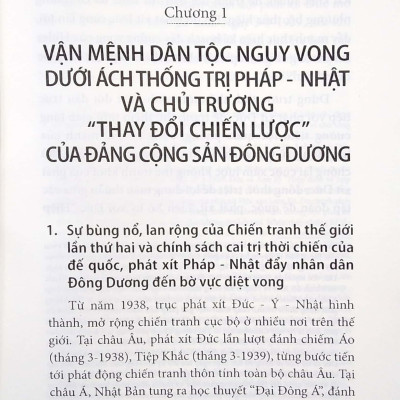 Chương 1
VẬN MỆNH DÂN TỘC NGUY VONG
DƯỚI ÁCH THỐNG TRỊ PHÁP - NHẬT
VÀ CHỦ TRƯƠNG
“THAY ĐỔI CHIẾN LƯỢC”
CỦA ĐẢNG CỘNG SẢN ĐÔNG DƯƠNG
1. Sự bùng nổ, lan rộng của Chiến tranh thế giới
lần thứ hai và chính sách cai trị thời chiến của
đế quốc, phát xít Pháp - Nhật đẩy nhân dân
Đông Dương đến bờ vực diệt vong
Từ năm 1938, trục phát xít Đức - Ý - Nhật hình
thành, mở rộng chiến tranh cục bộ ở nhiều nơi trên thế
giới. Tại châu Âu, phát xít Đức lần lượt đánh chiếm Áo
(tháng 3-1938), Tiệp Khắc (tháng 3-1939), từng bước tiến
tới phát động chiến tranh thôn tính toàn bộ châu Âu. Tại
châu Á, Nhật Bản tung ra học thuyết “Đại Đông Á”, đánh